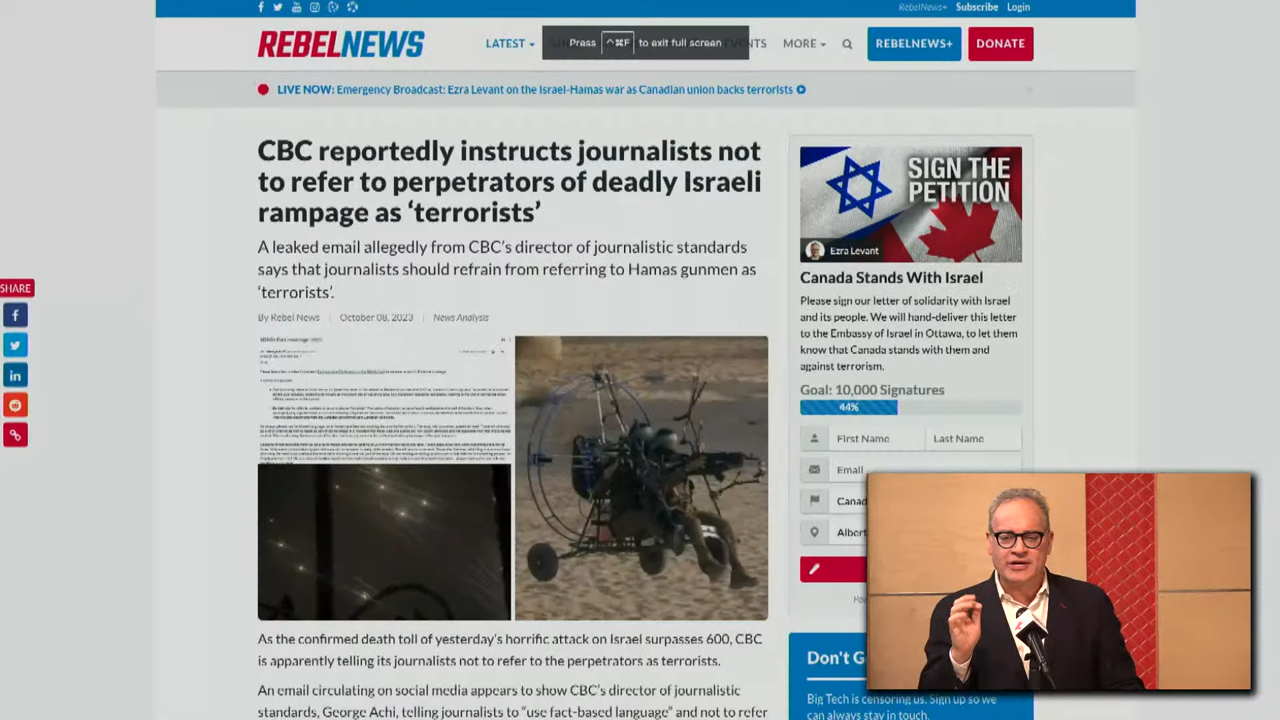 RebelNews+ Subscribe Login
REBELNEWS
LATEST
Press ^⌘F to exit full screen
ENTS
MORE
REBELNEWS+
DONATE
LIVE NOW: Emergency Broadcast: Ezra Levant on the Israel-Hamas war as Canadian union backs terrorists
CBC reportedly instructs journalists not
to refer to perpetrators of deadly Israeli
rampage as ‘terrorists’
A leaked email allegedly from CBC’s director of journalistic standards
says that journalists should refrain from referring to Hamas gunmen as
‘terrorists’.
By Rebel News | October 08, 2023 | News Analysis
SHARE
As the confirmed death toll of yesterday’s horrific attack on Israel surpasses 600, CBC
is apparently telling its journalists not to refer to the perpetrators as terrorists.
An email circulating on social media appears to show CBC’s director of journalistic
standards, George Achi, telling journalists to “use fact-based language” and not to refer
SIGN THE
PETITION
Ezra Levant
Canada Stands With Israel
Please sign our letter of solidarity with Israel
and its people. We will hand-deliver this letter
to the Embassy of Israel in Ottawa, to let them
know that Canada stands with them and
against terrorism.
Goal: 10,000 Signatures
44%
First Name
Last Name
Email
Canad
Albert
Don't G
Big Tech is censoring us. Sign up so we
can always stay in touch.